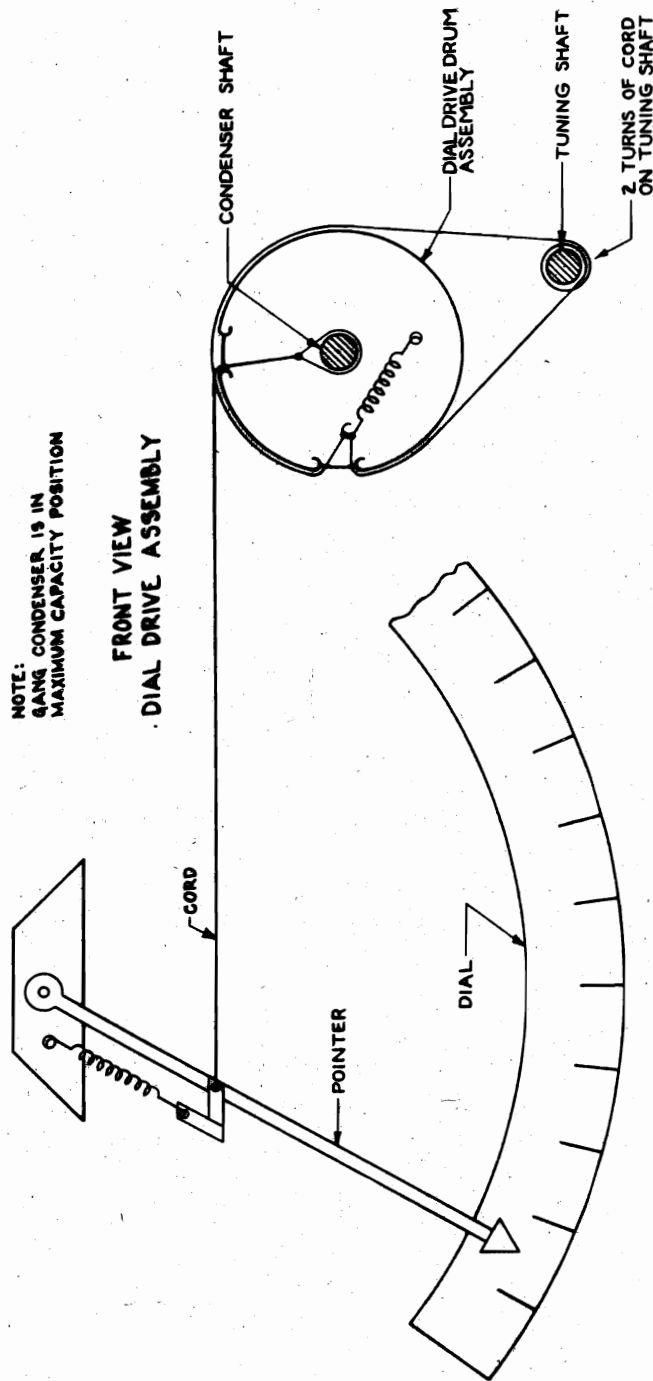 NOTE:
GANG CONDENSER IS IN
MAXIMUM CAPACITY POSITION
FRONT VIEW
DIAL DRIVE ASSEMBLY
CORD
POINTER
DIAL
CONDENSER SHAFT
DIAL DRIVE DRUM
ASSEMBLY
TUNING SHAFT
2 TURNS OF CORD
ON TUNING SHAFT